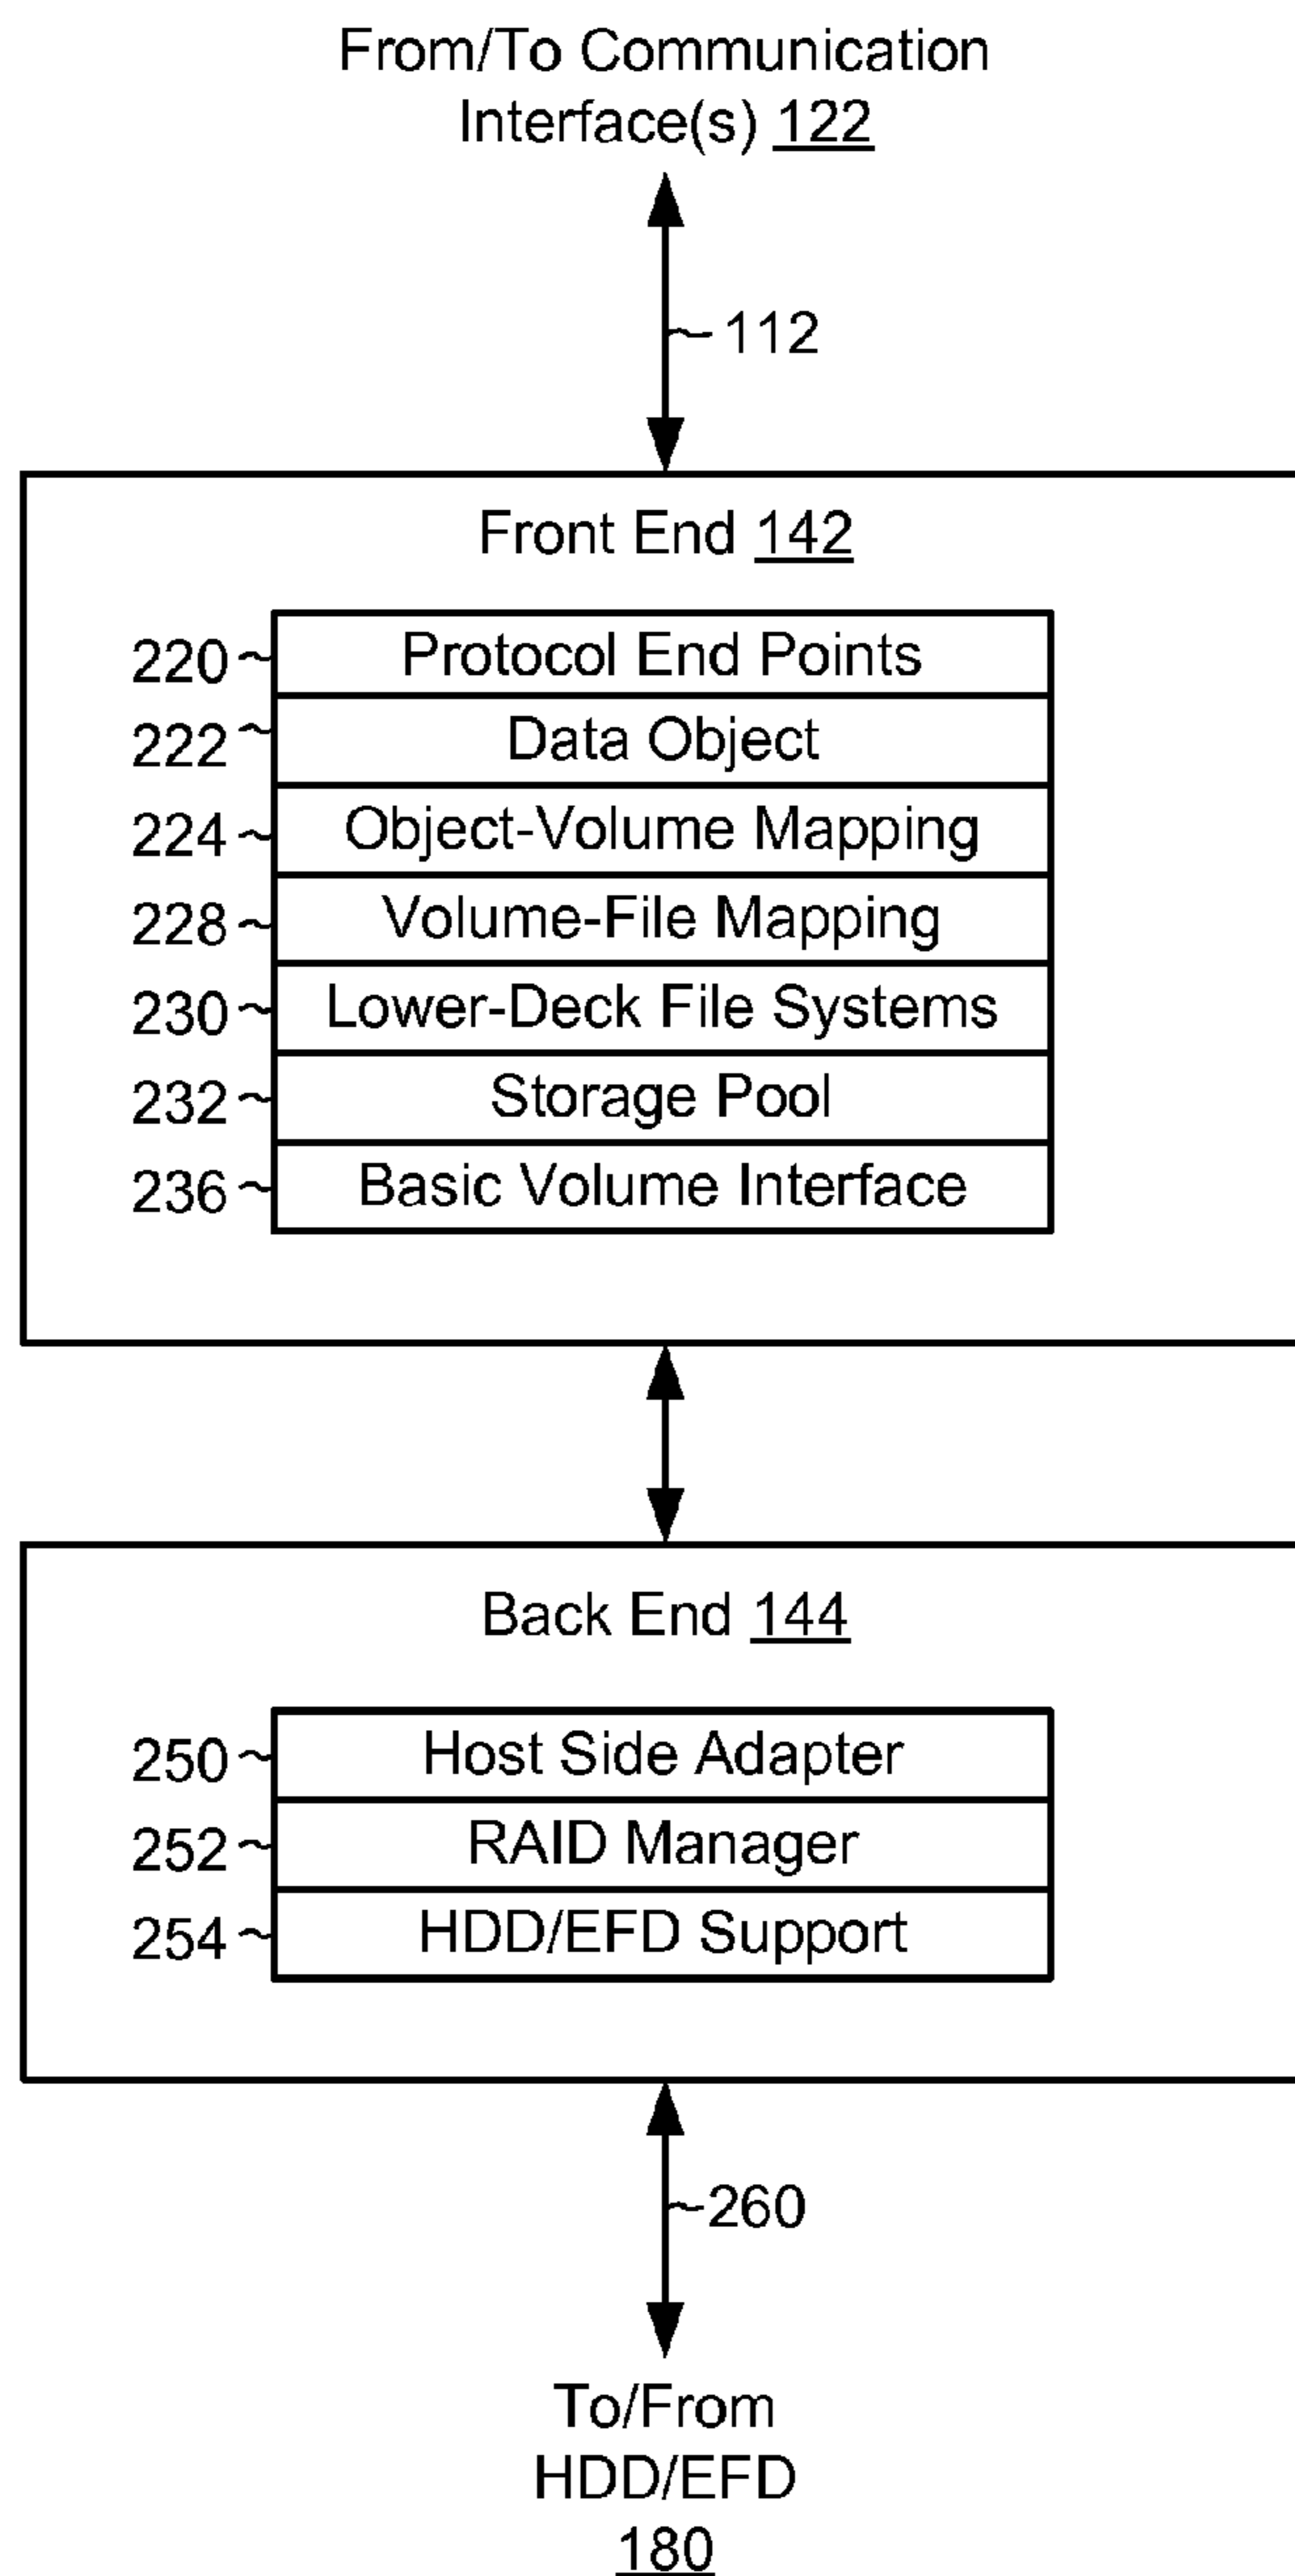 From/To Communication
Interface(s) 122
112
Front End 142
220 Protocol End Points
222 Data Object
224 Object-Volume Mapping
228 Volume-File Mapping
230 Lower-Deck File Systems
232 Storage Pool
236 Basic Volume Interface
Back End 144
250 Host Side Adapter
252 RAID Manager
254 HDD/EFD Support
260
To/From
HDD/EFD
180